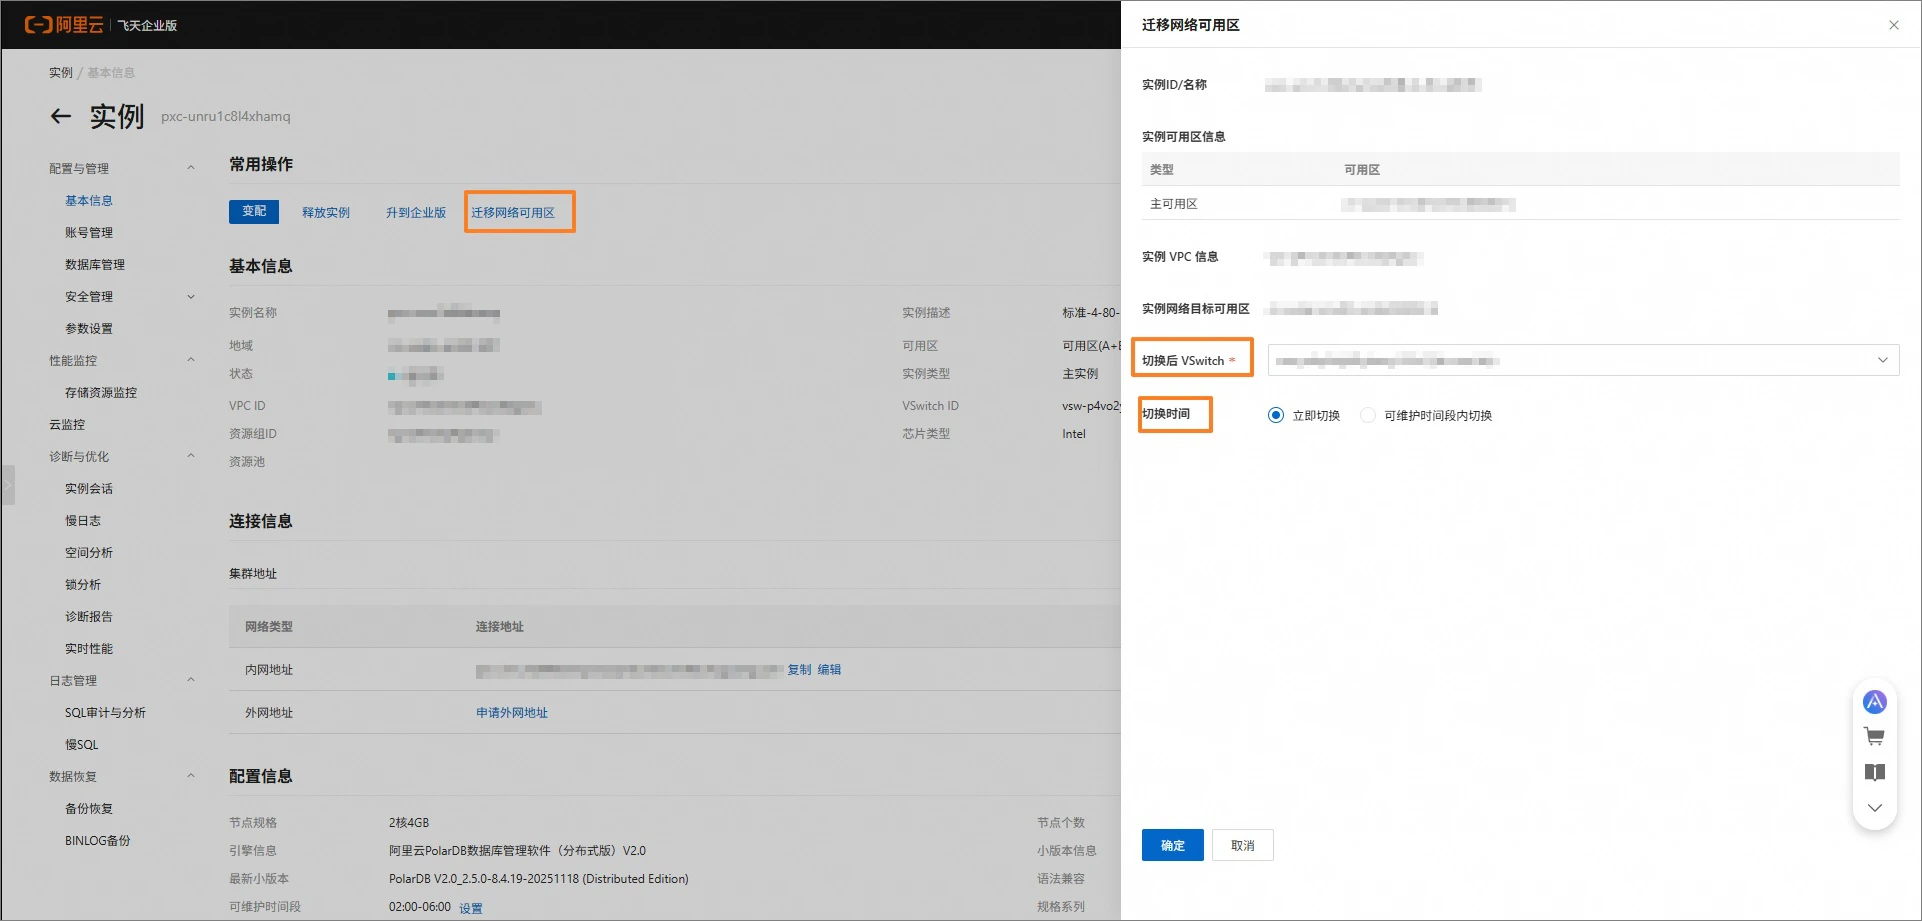 阿里云 飞天企业版
实例 / 基本信息
实例 pxc-unru1c8l4xhamq
配置与管理
基本信息
账号管理
数据库管理
安全管理
参数设置
性能监控
存储资源监控
云监控
诊断与优化
实例会话
慢日志
空间分析
锁分析
诊断报告
实时性能
日志管理
SQL审计与分析
慢SQL
数据恢复
备份恢复
BINLOG备份
常用操作
变配 释放实例 升到企业版 迁移网络可用区
基本信息
实例名称 实例描述 标准-4-80-
地域 可用区 可用区(A+
状态 实例类型 主实例
VPC ID VSwitch ID vsw-p4vo2
资源组ID 芯片类型 Intel
资源池
连接信息
集群地址
网络类型 连接地址
内网地址 复制 编辑
外网地址 申请外网地址
配置信息
节点规格 2核4GB 节点个数
引擎信息 阿里云PolarDB数据库管理软件（分布式版）V2.0 小版本信息
最新小版本 PolarDB V2.0_2.5.0-8.4.19-20251118 (Distributed Edition) 语法兼容
可维护时间段 02:00-06:00 设置 规格系列
迁移网络可用区
实例ID/名称
实例可用区信息
类型 可用区
主可用区
实例 VPC 信息
实例网络目标可用区
切换后 VSwitch *
切换时间 立即切换 可维护时间段内切换
确定 取消